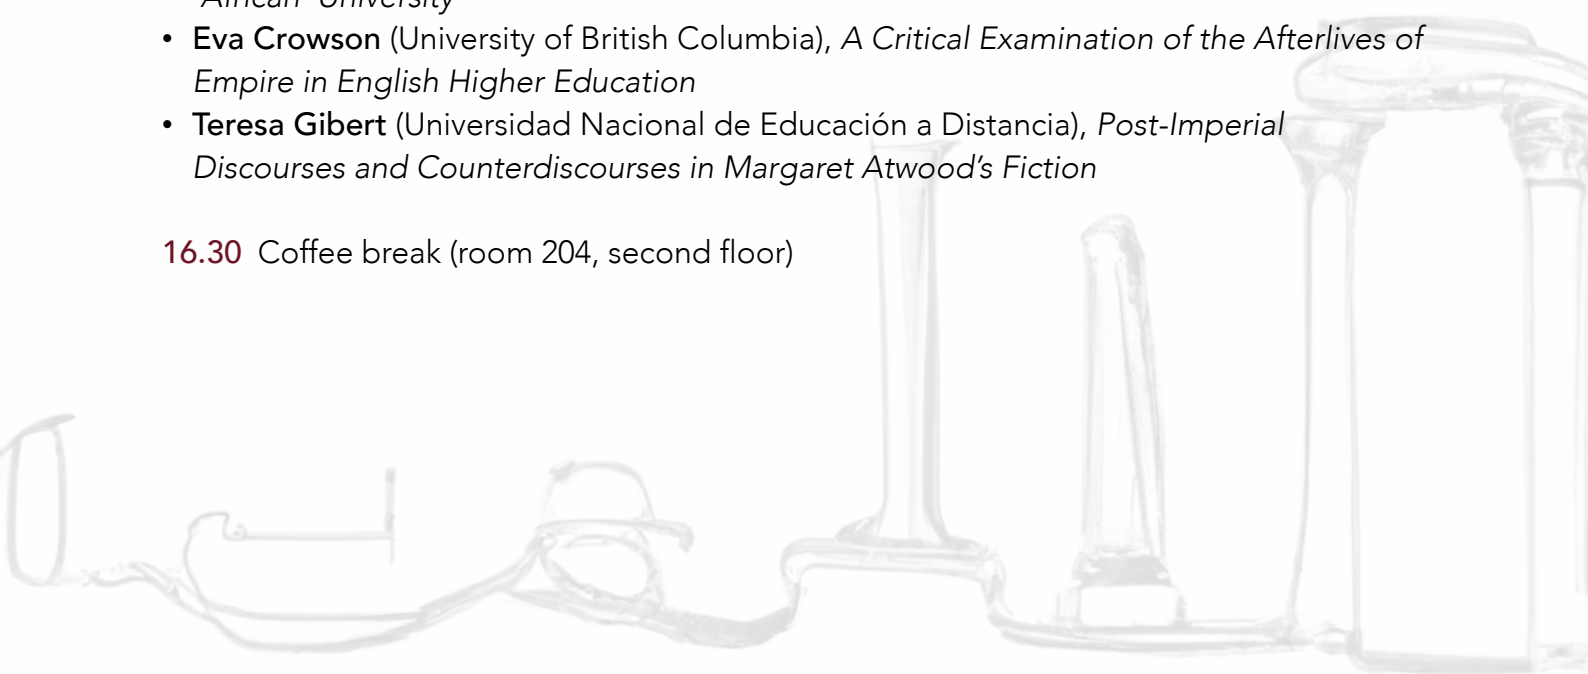 African" University
• Eva Crowson (University of British Columbia), A Critical Examination of the Afterlives of
Empire in English Higher Education
• Teresa Gibert (Universidad Nacional de Educación a Distancia), Post-Imperial
Discourses and Counterdiscourses in Margaret Atwood’s Fiction
16.30 Coffee break (room 204, second floor)